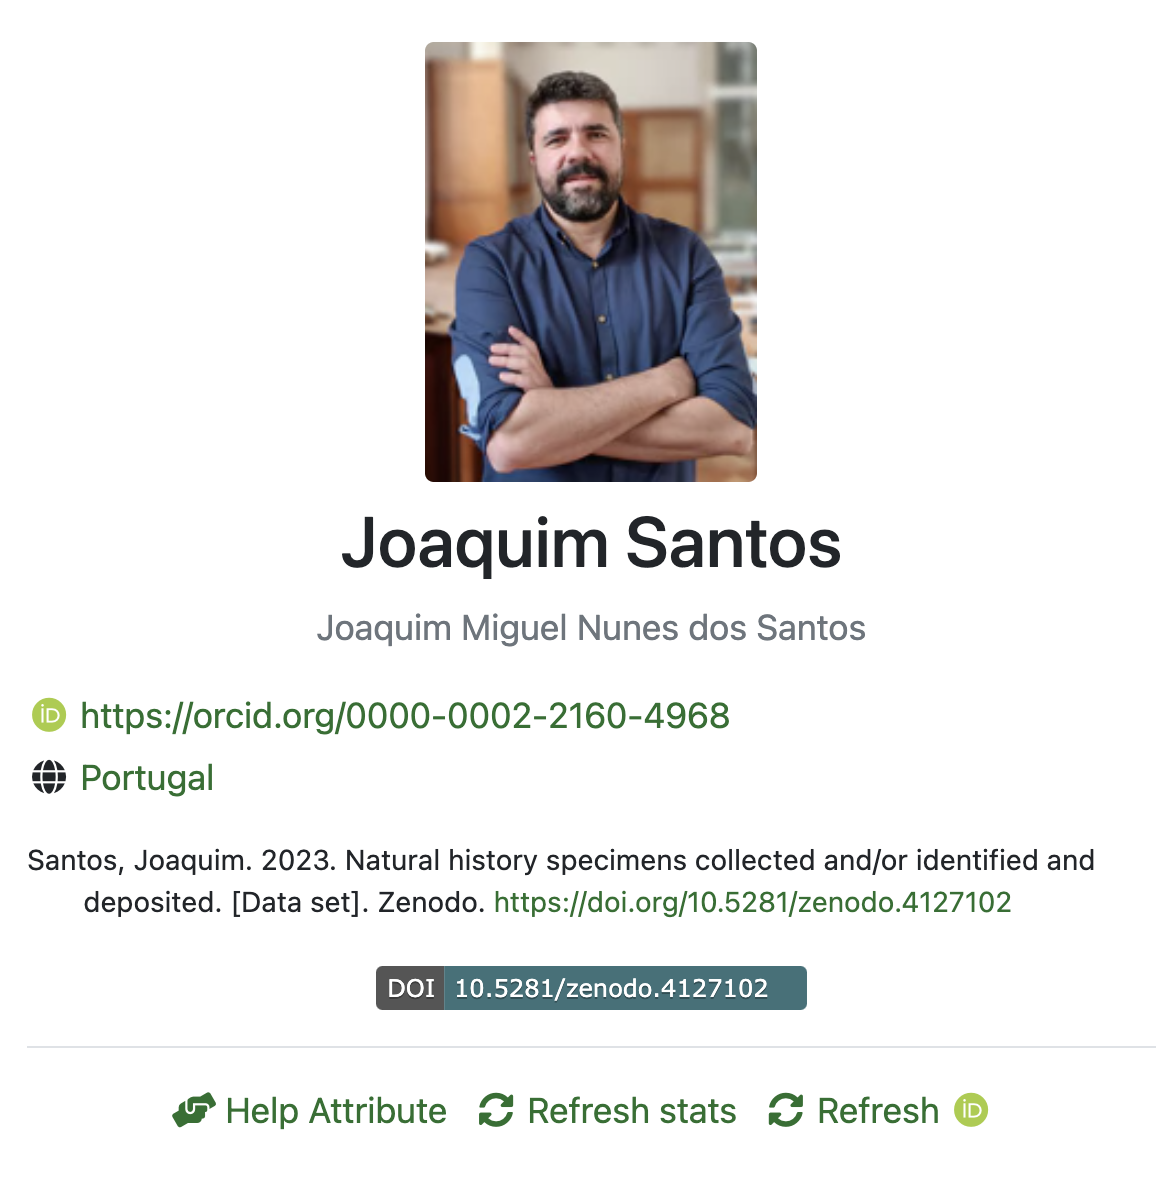 Joaquim Santos
Joaquim Miguel Nunes dos Santos
iD https://orcid.org/0000-0002-2160-4968
Portugal
Santos, Joaquim. 2023. Natural history specimens collected and/or identified and
deposited. [Data set]. Zenodo. https://doi.org/10.5281/zenodo.4127102
DOI 10.5281/zenodo.4127102
Help Attribute Refresh stats Refresh iD